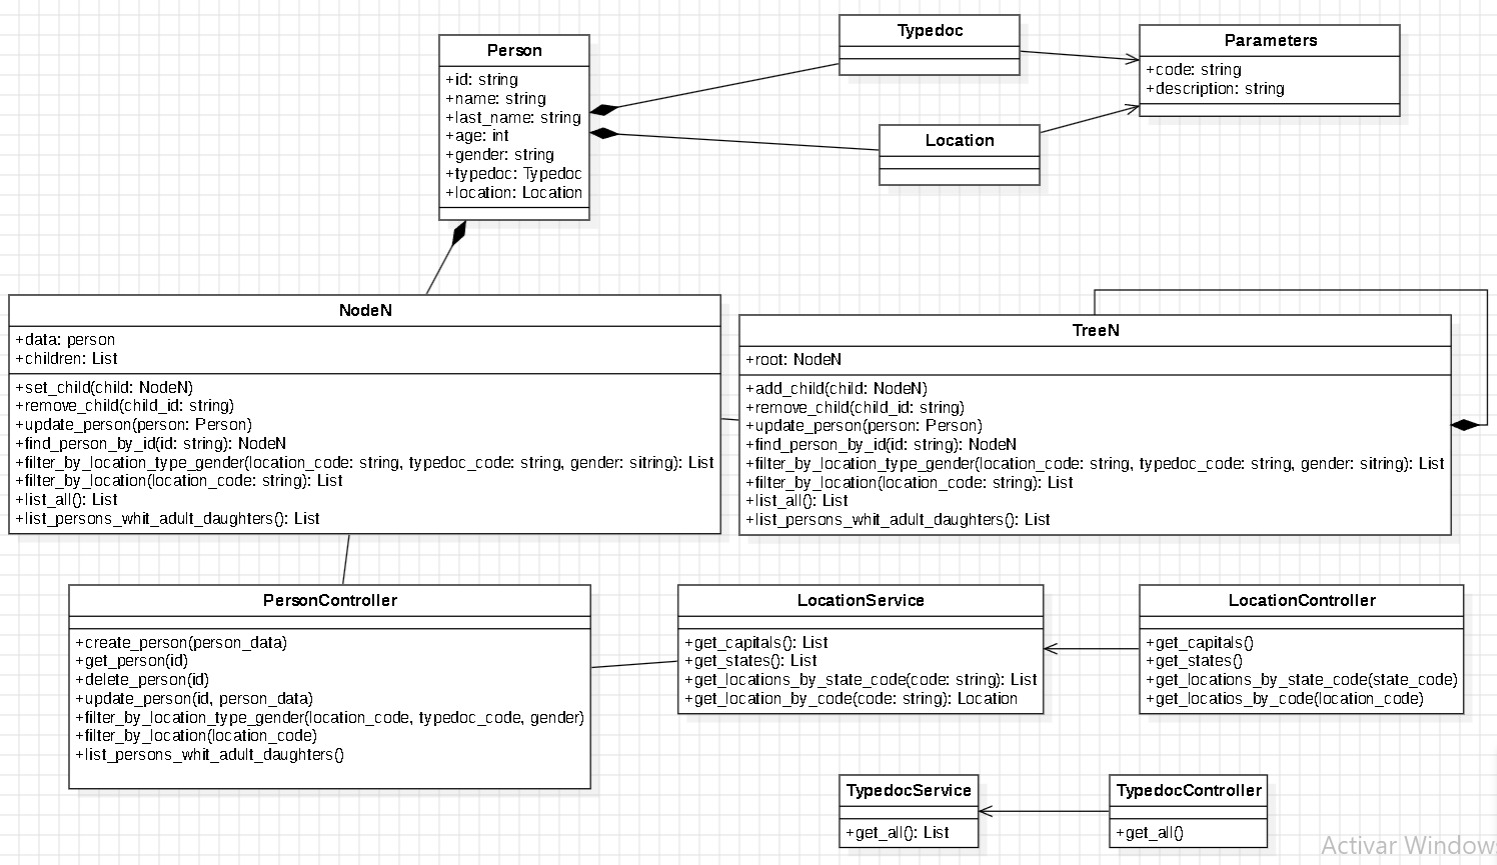 Person
+id: string
+name: string
+last_name: string
+age: int
+gender: string
+typedoc: Typedoc
+location: Location
Typedoc
Location
Parameters
+code: string
+description: string
NodeN
+data: person
+children: List
+set_child(child: NodeN)
+remove_child(child_id: string)
+update_person(person: Person)
+find_person_by_id(id: string): NodeN
+filter_by_location_type_gender(location_code: string, typedoc_code: string, gender: sitring): List
+filter_by_location(location_code: string): List
+list_all(): List
+list_persons_whit_adult_daughters(): List
TreeN
+root: NodeN
+add_child(child: NodeN)
+remove_child(child_id: string)
+update_person(person: Person)
+find_person_by_id(id: string): NodeN
+filter_by_location_type_gender(location_code: string, typedoc_code: string, gender: sitring): List
+filter_by_location(location_code: string): List
+list_all(): List
+list_persons_whit_adult_daughters(): List
PersonController
+create_person(person_data)
+get_person(id)
+delete_person(id)
+update_person(id, person_data)
+filter_by_location_type_gender(location_code, typedoc_code, gender)
+filter_by_location(location_code)
+list_persons_whit_adult_daughters()
LocationService
+get_capitals(): List
+get_states(): List
+get_locations_by_state_code(code: string): List
+get_location_by_code(code: string): Location
LocationController
+get_capitals()
+get_states()
+get_locations_by_state_code(state_code)
+get_locatios_by_code(location_code)
TypedocService
+get_all(): List
TypedocController
+get_all()
Activar Windows